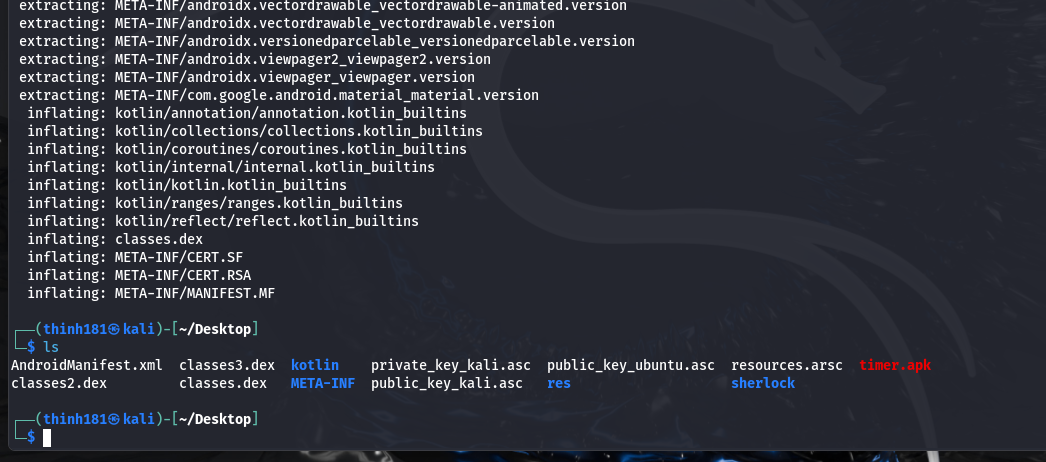 extracting: META-INF/androidx.vectordrawable_vectordrawable-animated.version
extracting: META-INF/androidx.vectordrawable_vectordrawable.version
extracting: META-INF/androidx.versionedparcelable_versionedparcelable.version
extracting: META-INF/androidx.viewpager2_viewpager2.version
extracting: META-INF/androidx.viewpager_viewpager.version
extracting: META-INF/com.google.android.material_material.version
inflating: kotlin/annotation/annotation.kotlin_builtins
inflating: kotlin/collections/collections.kotlin_builtins
inflating: kotlin/coroutines/coroutines.kotlin_builtins
inflating: kotlin/internal/internal.kotlin_builtins
inflating: kotlin/kotlin.kotlin_builtins
inflating: kotlin/ranges/ranges.kotlin_builtins
inflating: kotlin/reflect/reflect.kotlin_builtins
inflating: classes.dex
inflating: META-INF/CERT.SF
inflating: META-INF/CERT.RSA
inflating: META-INF/MANIFEST.MF
┌──(thinh181㉿kali)-[~/Desktop]
└─$ ls
AndroidManifest.xml classes3.dex kotlin private_key_kali.asc public_key_ubuntu.asc resources.arsc timer.apk
classes2.dex classes.dex META-INF public_key_kali.asc res sherlock
┌──(thinh181㉿kali)-[~/Desktop]
└─$